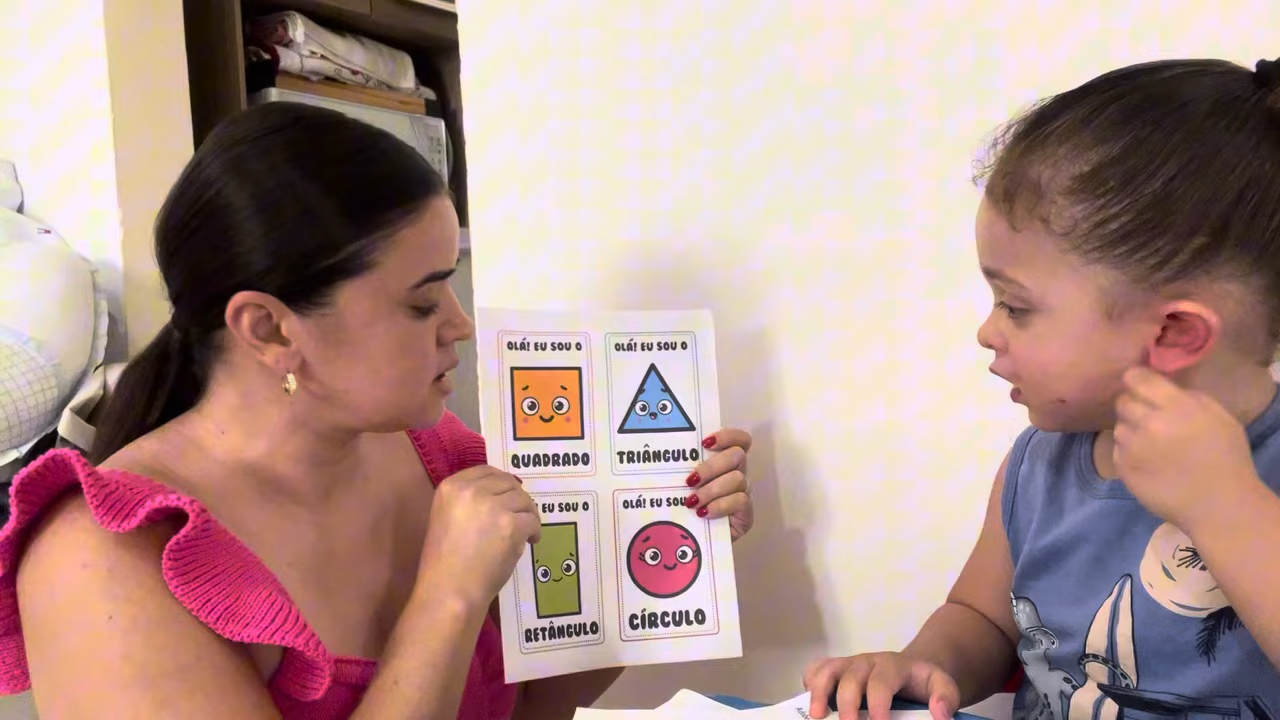 OLÁ! EU SOU O
QUADRADO
OLÁ! EU SOU O
TRIÂNGULO
EU SOU O
RETÂNGULO
OLÁ! EU SOU
CÍRCULO